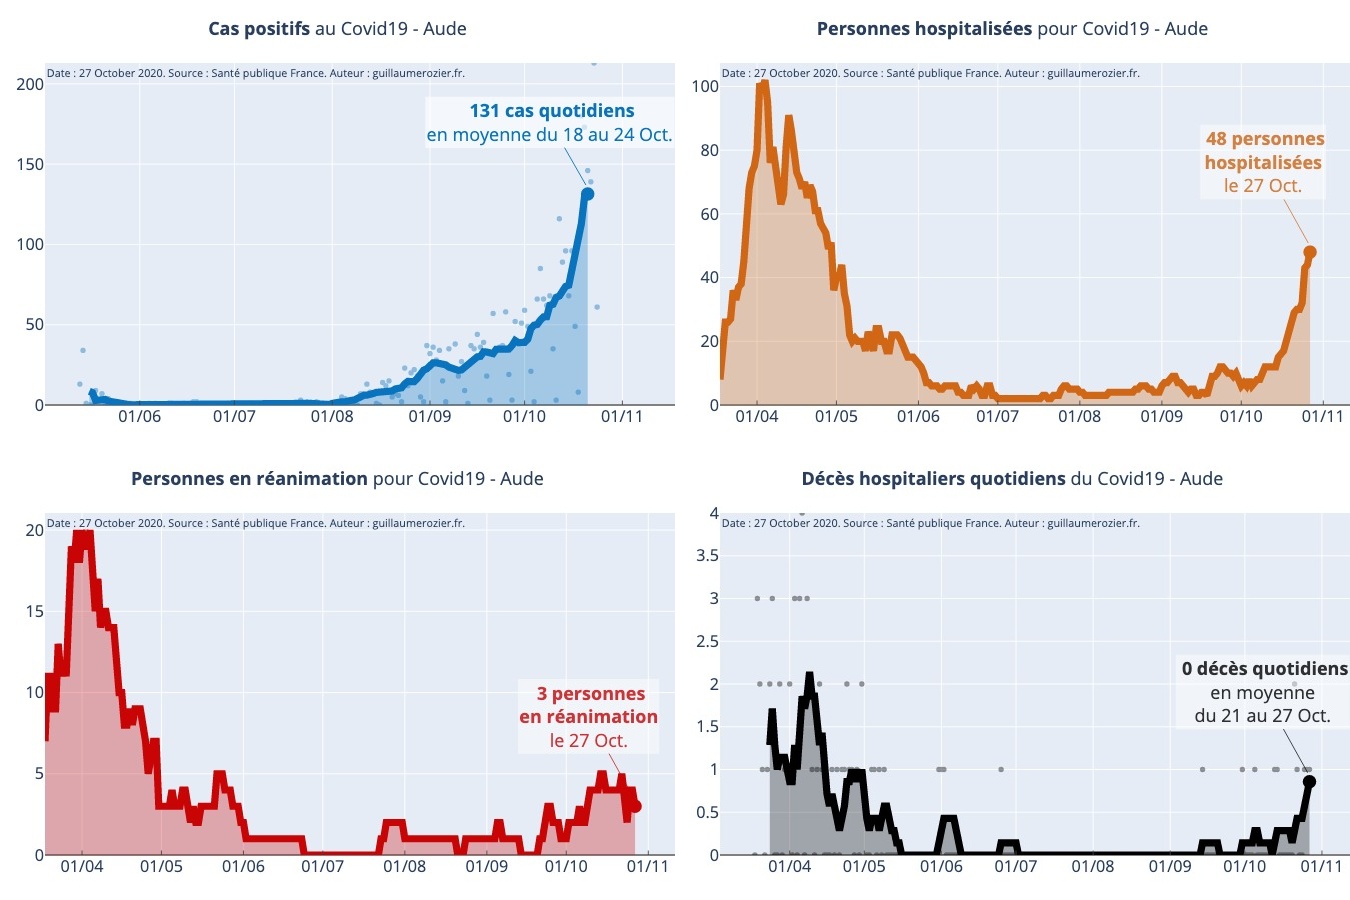 Cas positifs au Covid19 - Aude
Date : 27 October 2020. Source : Santé publique France. Auteur : guillaumerozier.fr.
200
150
100
50
0
131 cas quotidiens
en moyenne du 18 au 24 Oct.
01/06 01/07 01/08 01/09 01/10 01/11
Personnes hospitalisées pour Covid19 - Aude
Date : 27 October 2020. Source : Santé publique France. Auteur : guillaumerozier.fr.
100
80
60
40
20
0
48 personnes
hospitalisées
le 27 Oct.
01/04 01/05 01/06 01/07 01/08 01/09 01/10 01/11
Personnes en réanimation pour Covid19 - Aude
Date : 27 October 2020. Source : Santé publique France. Auteur : guillaumerozier.fr.
20
15
10
5
0
3 personnes
en réanimation
le 27 Oct.
01/04 01/05 01/06 01/07 01/08 01/09 01/10 01/11
Décès hospitaliers quotidiens du Covid19 - Aude
Date : 27 October 2020. Source : Santé publique France. Auteur : guillaumerozier.fr.
4
3.5
3
2.5
2
1.5
1
0.5
0
0 décès quotidiens
en moyenne
du 21 au 27 Oct.
01/04 01/05 01/06 01/07 01/08 01/09 01/10 01/11